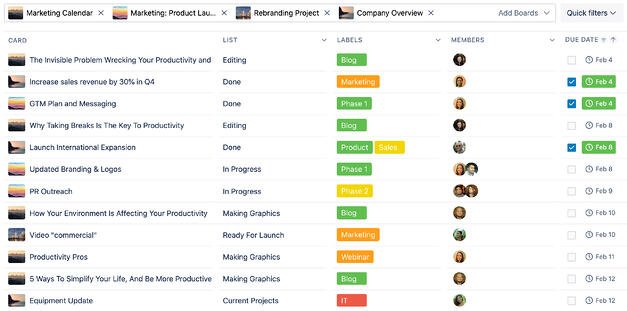 Marketing Calendar × Marketing: Product Lau... × Rebranding Project × Company Overview × Add Boards Quick filters
CARD LIST LABELS MEMBERS DUE DATE
The Invisible Problem Wrecking Your Productivity and Editing Blog Feb 4
Increase sales revenue by 30% in Q4 Done Marketing Feb 4
GTM Plan and Messaging Done Phase 1 Feb 4
Why Taking Breaks Is The Key To Productivity Editing Blog Feb 8
Launch International Expansion Done Product Sales Feb 8
Updated Branding & Logos In Progress Phase 1 Feb 8
PR Outreach In Progress Phase 2 Feb 9
How Your Environment Is Affecting Your Productivity Making Graphics Blog Feb 10
Video "commercial" Ready For Launch Marketing Feb 10
Productivity Pros Making Graphics Webinar Feb 11
5 Ways To Simplify Your Life, And Be More Productive Making Graphics Blog Feb 12
Equipment Update Current Projects IT Feb 12